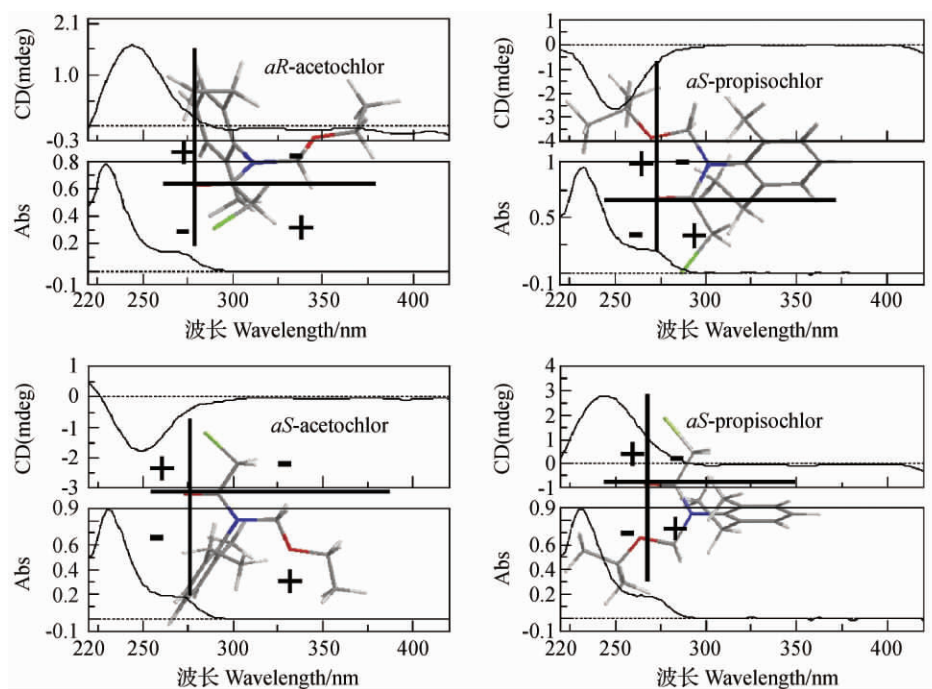 CD(mdeg)
2.1
1.0
-0.3
aR-acetochlor
+
-
-
+
Abs
0.8
0.6
0.4
0.2
-0.1
220 250 300 350 400
波长 Wavelength/nm
CD(mdeg)
1
0
-1
-2
-3
-4
aS-propisochlor
+
-
-
+
Abs
1
0.5
-0.1
220 250 300 350 400
波长 Wavelength/nm
CD(mdeg)
1
0
-1
-2
-3
aS-acetochlor
+
-
-
+
Abs
0.9
0.6
0.4
0.2
-0.1
220 250 300 350 400
波长 Wavelength/nm
CD(mdeg)
4
3
2
1
0
-1
aS-propisochlor
+
-
-
+
Abs
0.9
0.6
0.4
0.2
-0.1
220 250 300 350 400
波长 Wavelength/nm